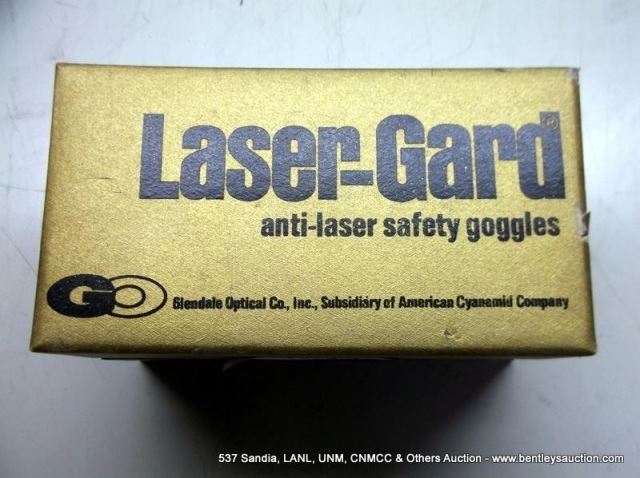 Laser-Gard®
anti-laser safety goggles
GO Glendale Optical Co., Inc., Subsidiary of American Cyanamid Company
537 Sandia, LANL, UNM, CNMCC & Others Auction - www.bentleysauction.com